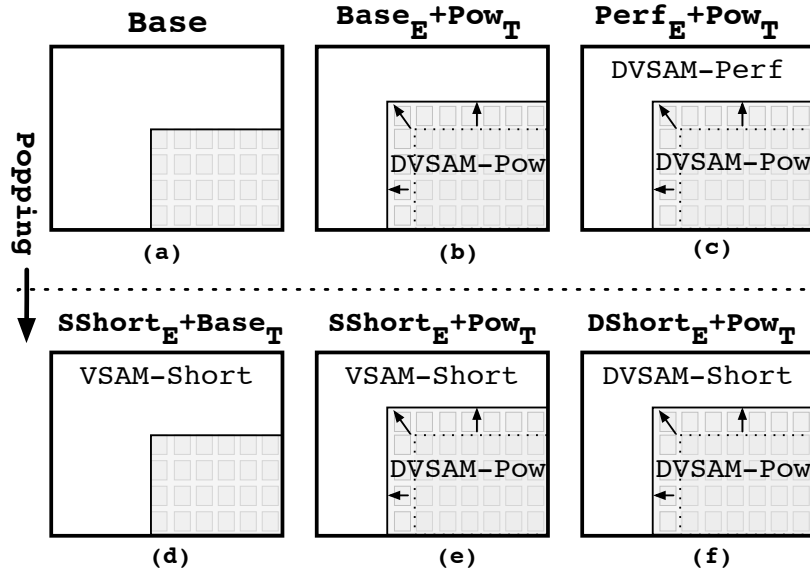 Base
Base_E+Pow_T
Perf_E+Pow_T
DVSAM-Perf
DVSAM-Pow
DVSAM-Pow
(a)
(b)
(c)
Popping
SShort_E+Base_T
SShort_E+Pow_T
DShort_E+Pow_T
VSAM-Short
VSAM-Short
DVSAM-Short
DVSAM-Pow
DVSAM-Pow
(d)
(e)
(f)